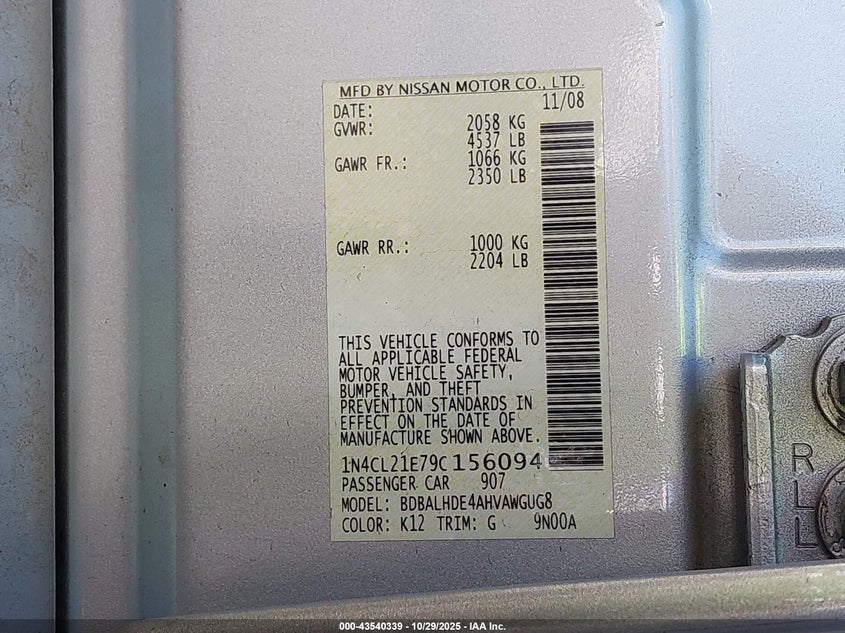 MFD BY NISSAN MOTOR CO., LTD.
DATE: 11/08
GVWR: 2058 KG
4537 LB
GAWR FR.: 1066 KG
2350 LB
GAWR RR.: 1000 KG
2204 LB
THIS VEHICLE CONFORMS TO
ALL APPLICABLE FEDERAL
MOTOR VEHICLE SAFETY,
BUMPER, AND THEFT
PREVENTION STANDARDS IN
EFFECT ON THE DATE OF
MANUFACTURE SHOWN ABOVE.
1N4CL21E79C156094
PASSENGER CAR 907
MODEL: BDBALHDE4AHVAWGUG8
COLOR: K12 TRIM: G 9N00A
R
L
L
000-43540339 - 10/29/2025 - IAA Inc.